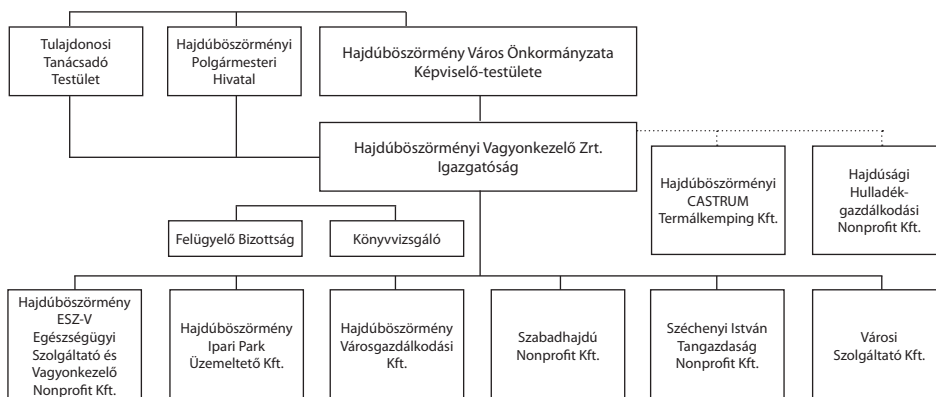 Tulajdonosi
Tanácsadó
Testület
Hajdúböszörményi
Polgármesteri
Hivatal
Hajdúböszörmény Város Önkormányzata
Képviselő-testülete
Hajdúböszörményi Vagyonkezelő Zrt.
Igazgatóság
Hajdúböszörményi
CASTRUM
Termálkemping Kft.
Hajdúsági
Hulladék-
gazdálkodási
Nonprofit Kft.
Felügyelő Bizottság
Könyvvizsgáló
Hajdúböszörmény
ESZ-V
Egészségügyi
Szolgáltató és
Vagyonkezelő
Nonprofit Kft.
Hajdúböszörmény
Ipari Park
Üzemeltető Kft.
Hajdúböszörmény
Városgazdálkodási
Kft.
Szabadhajdú
Nonprofit Kft.
Széchenyi István
Tangazdaság
Nonprofit Kft.
Városi
Szolgáltató Kft.